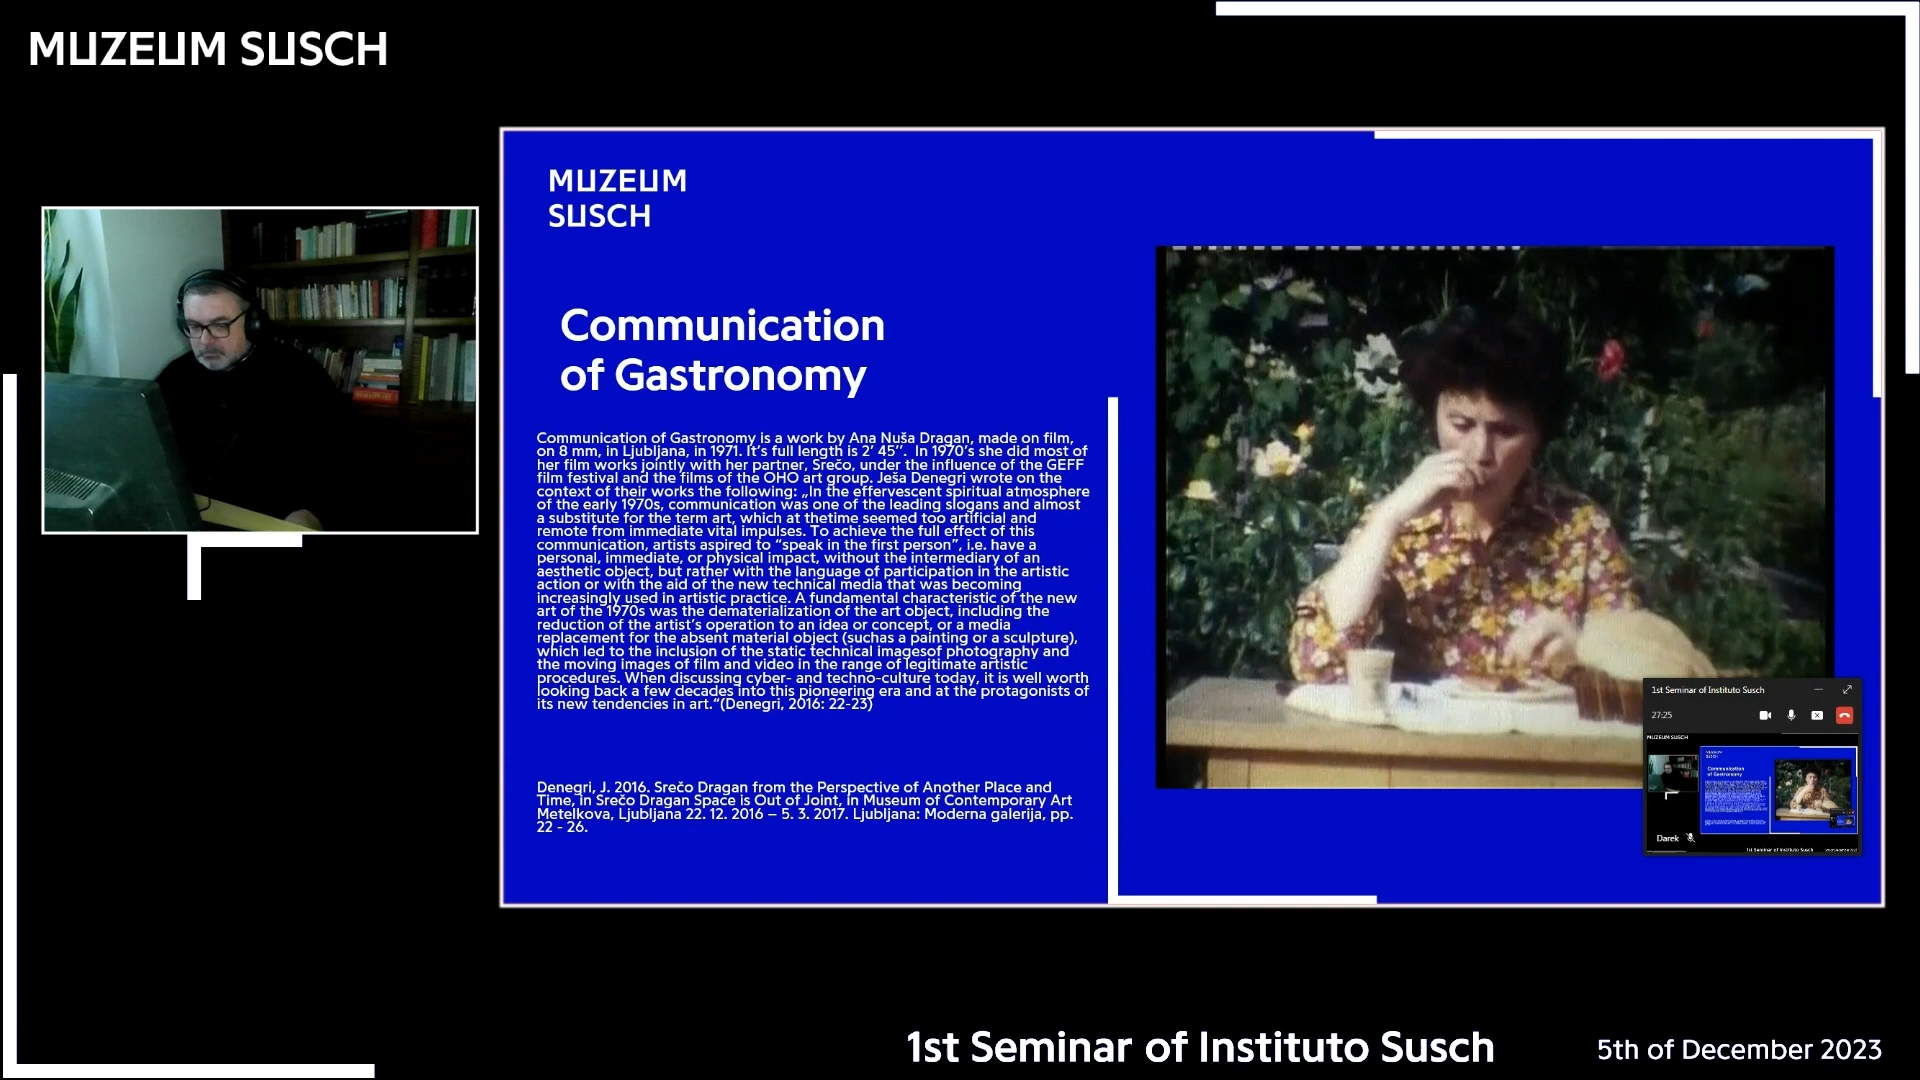 MUZEUM SUSCH
MUZEUM
SUSCH
Communication
of Gastronomy
Communication of Gastronomy is a work by Ana Nuša Dragan, made on film,
on 8 mm, in Ljubljana, in 1971. It’s full length is 2’ 45’’. In 1970’s she did most of
her film works jointly with her partner, Srečo, under the influence of the GEFF
film festival and the films of the OHO art group. Ješa Denegri wrote on the
context of their works the following: „In the effervescent spiritual atmosphere
of the early 1970s, communication was one of the leading slogans and almost
a substitute for the term art, which at thetime seemed too artificial and
remote from immediate vital impulses. To achieve the full effect of this
communication, artists aspired to “speak in the first person”, i.e. have a
personal, immediate, or physical impact, without the intermediary of an
aesthetic object, but rather with the language of participation in the artistic
action or with the aid of the new technical media that was becoming
increasingly used in artistic practice. A fundamental characteristic of the new
art of the 1970s was the dematerialization of the art object, including the
reduction of the artist’s operation to an idea or concept, or a media
replacement for the absent material object (suchas a painting or a sculpture),
which led to the inclusion of the static technical imagesof photography and
the moving images of film and video in the range of legitimate artistic
procedures. When discussing cyber- and techno-culture today, it is well worth
looking back a few decades into this pioneering era and at the protagonists of
its new tendencies in art.“(Denegri, 2016: 22-23)
Denegri, J. 2016. Srečo Dragan from the Perspective of Another Place and
Time, in Srečo Dragan Space is Out of Joint, in Museum of Contemporary Art
Metelkova, Ljubljana 22. 12. 2016 – 5. 3. 2017. Ljubljana: Moderna galerija, pp.
22 - 26.
1st Seminar of Instituto Susch
27:25
MUZEUM SUSCH
Communication
of Gastronomy
Darek
1st Seminar of Instituto Susch
1st Seminar of Instituto Susch
5th of December 2023